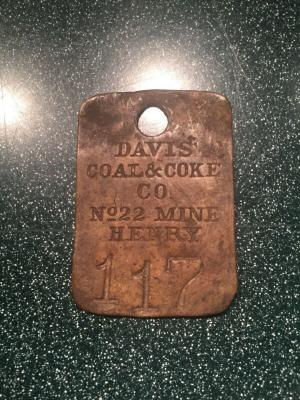 DAVIS
COAL & COKE
CO.
No 22 MINE
HENRY
117